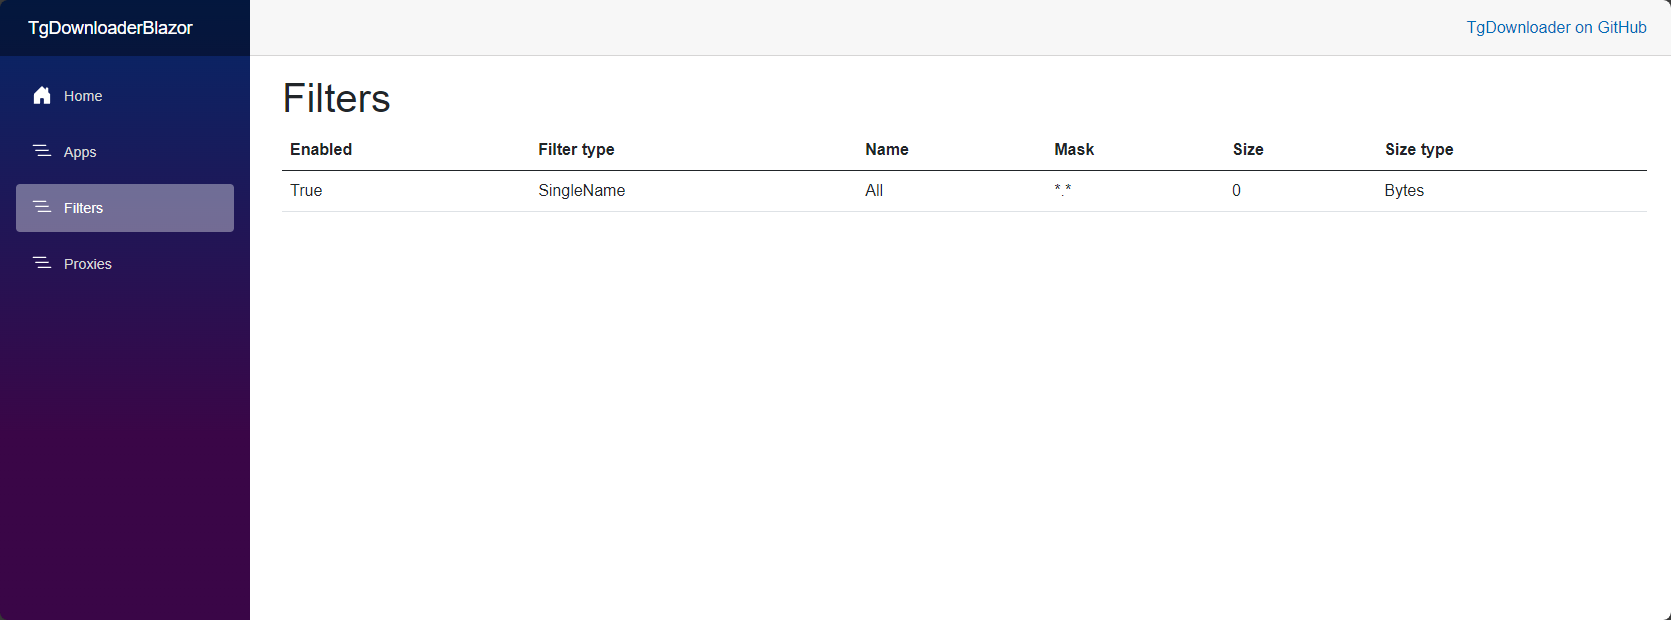 TgDownloaderBlazor
TgDownloader on GitHub
Home
Apps
Filters
Proxies
Filters
Enabled Filter type Name Mask Size Size type
True SingleName All *.* 0 Bytes